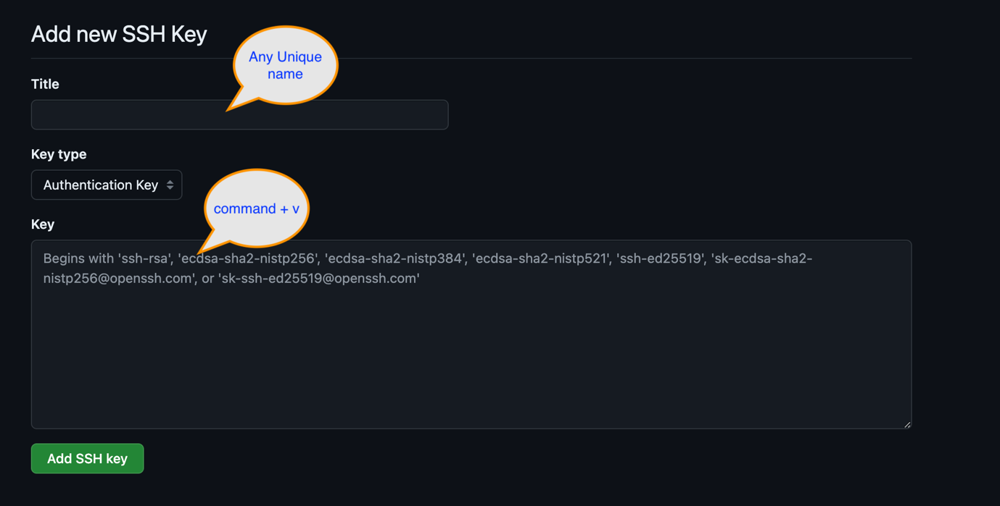 Add new SSH Key
Any Unique
name
Title
Key type
Authentication Key
command + v
Key
Begins with 'ssh-rsa', 'ecdsa-sha2-nistp256', 'ecdsa-sha2-nistp384', 'ecdsa-sha2-nistp521', 'ssh-ed25519', 'sk-ecdsa-sha2-
nistp256@openssh.com', or 'sk-ssh-ed25519@openssh.com'
Add SSH key